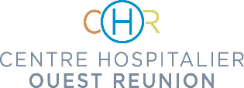 CHR
CENTRE HOSPITALIER
OUEST REUNION